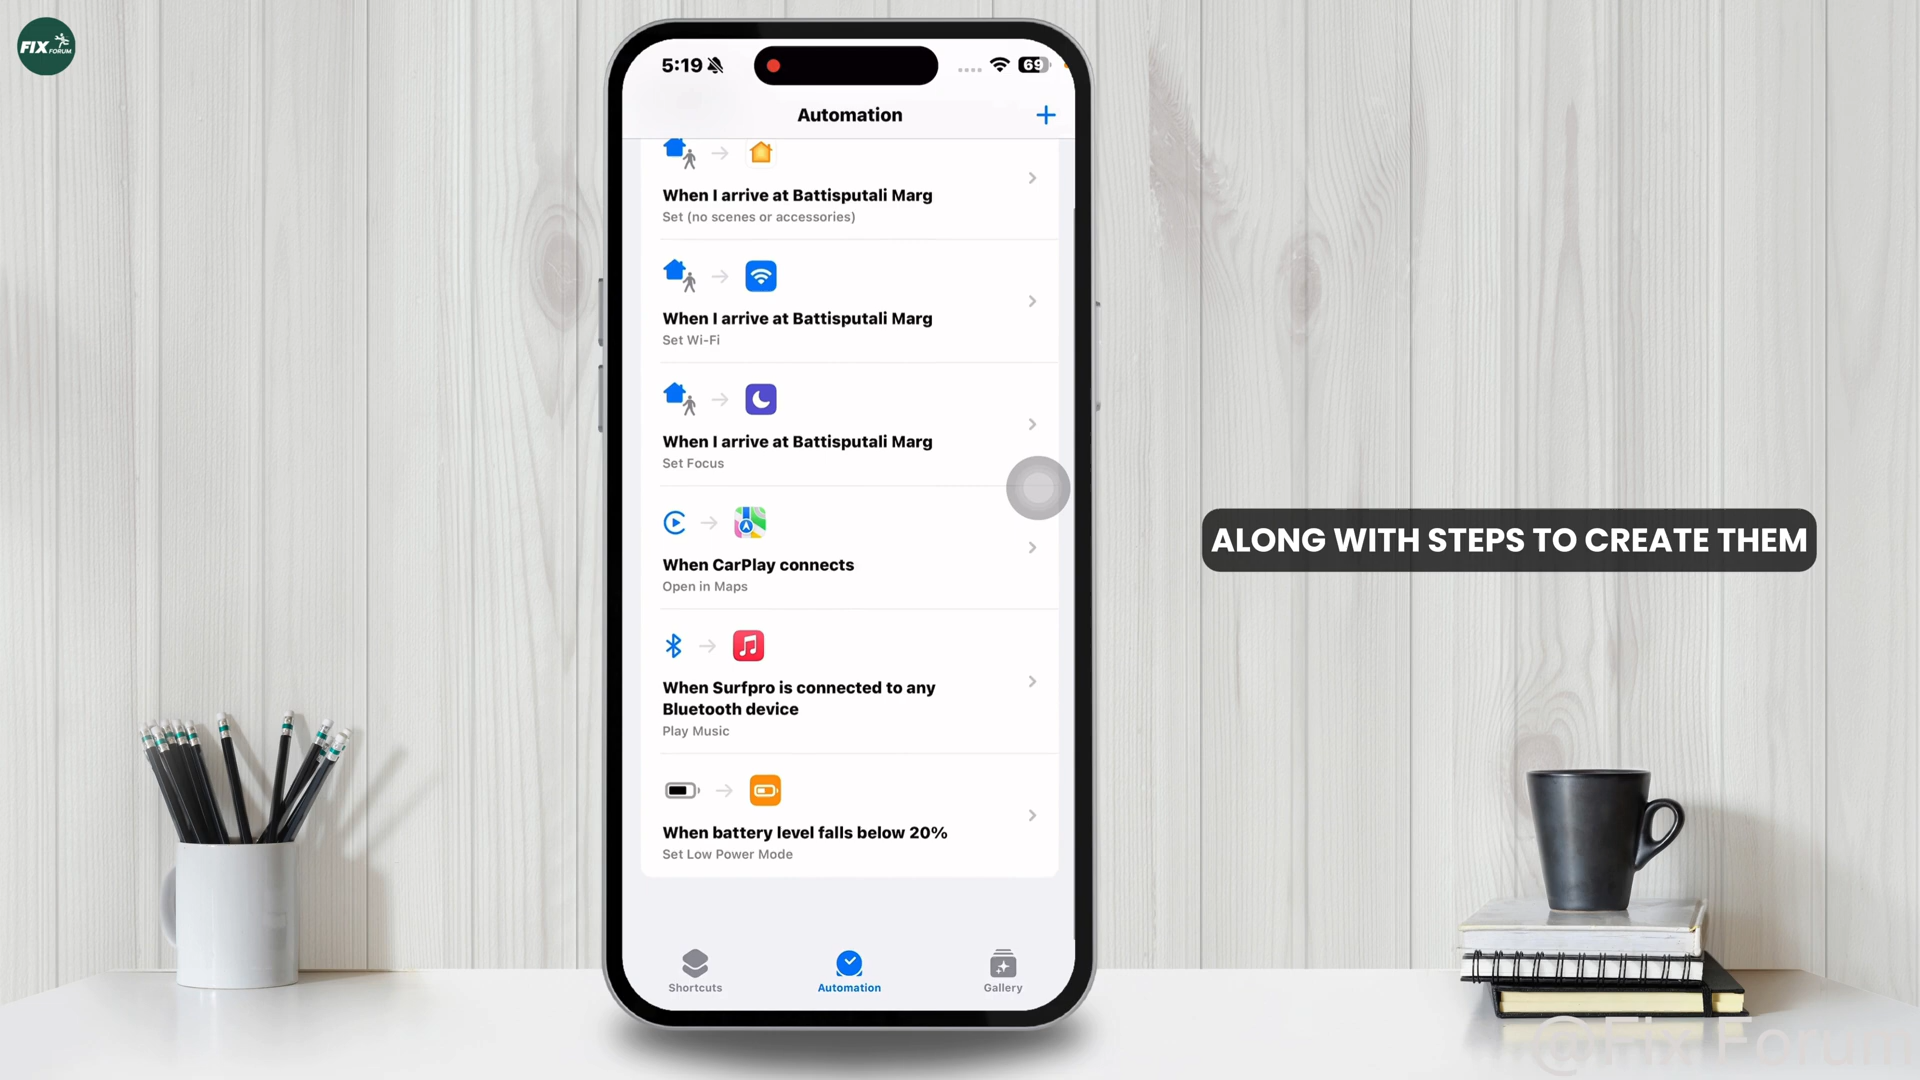 FIX
FORUM
5:19
69
Automation
When I arrive at Battisputali Marg
Set (no scenes or accessories)
When I arrive at Battisputali Marg
Set Wi-Fi
When I arrive at Battisputali Marg
Set Focus
When CarPlay connects
Open in Maps
When Surfpro is connected to any
Bluetooth device
Play Music
When battery level falls below 20%
Set Low Power Mode
Shortcuts
Automation
Gallery
ALONG WITH STEPS TO CREATE THEM
@Fix Forum